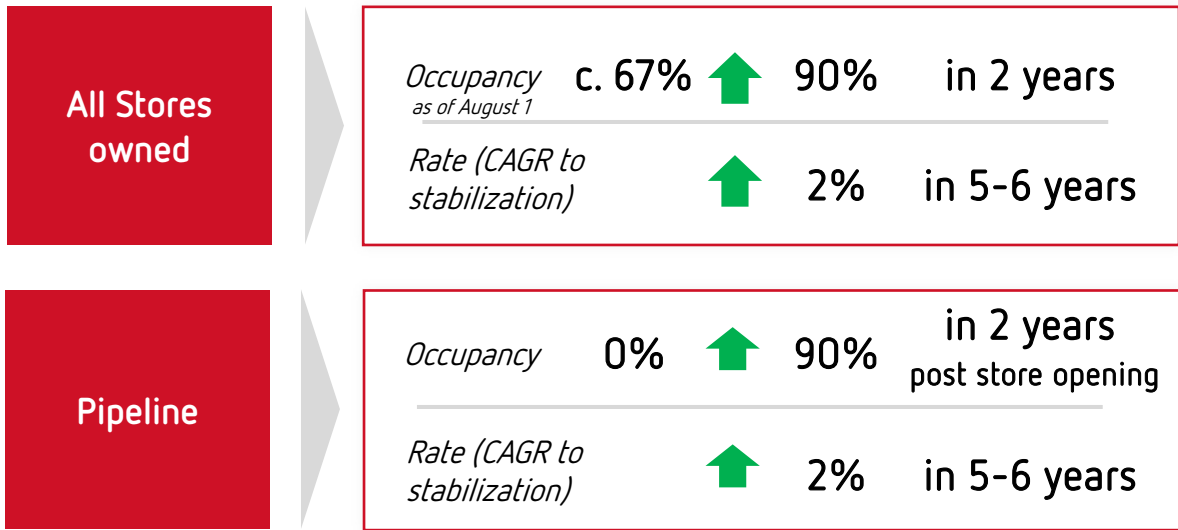 All Stores
owned
Occupancy c. 67% 90% in 2 years
as of August 1
Rate (CAGR to
stabilization) 2% in 5-6 years
Pipeline
Occupancy 0% 90% in 2 years
post store opening
Rate (CAGR to
stabilization) 2% in 5-6 years